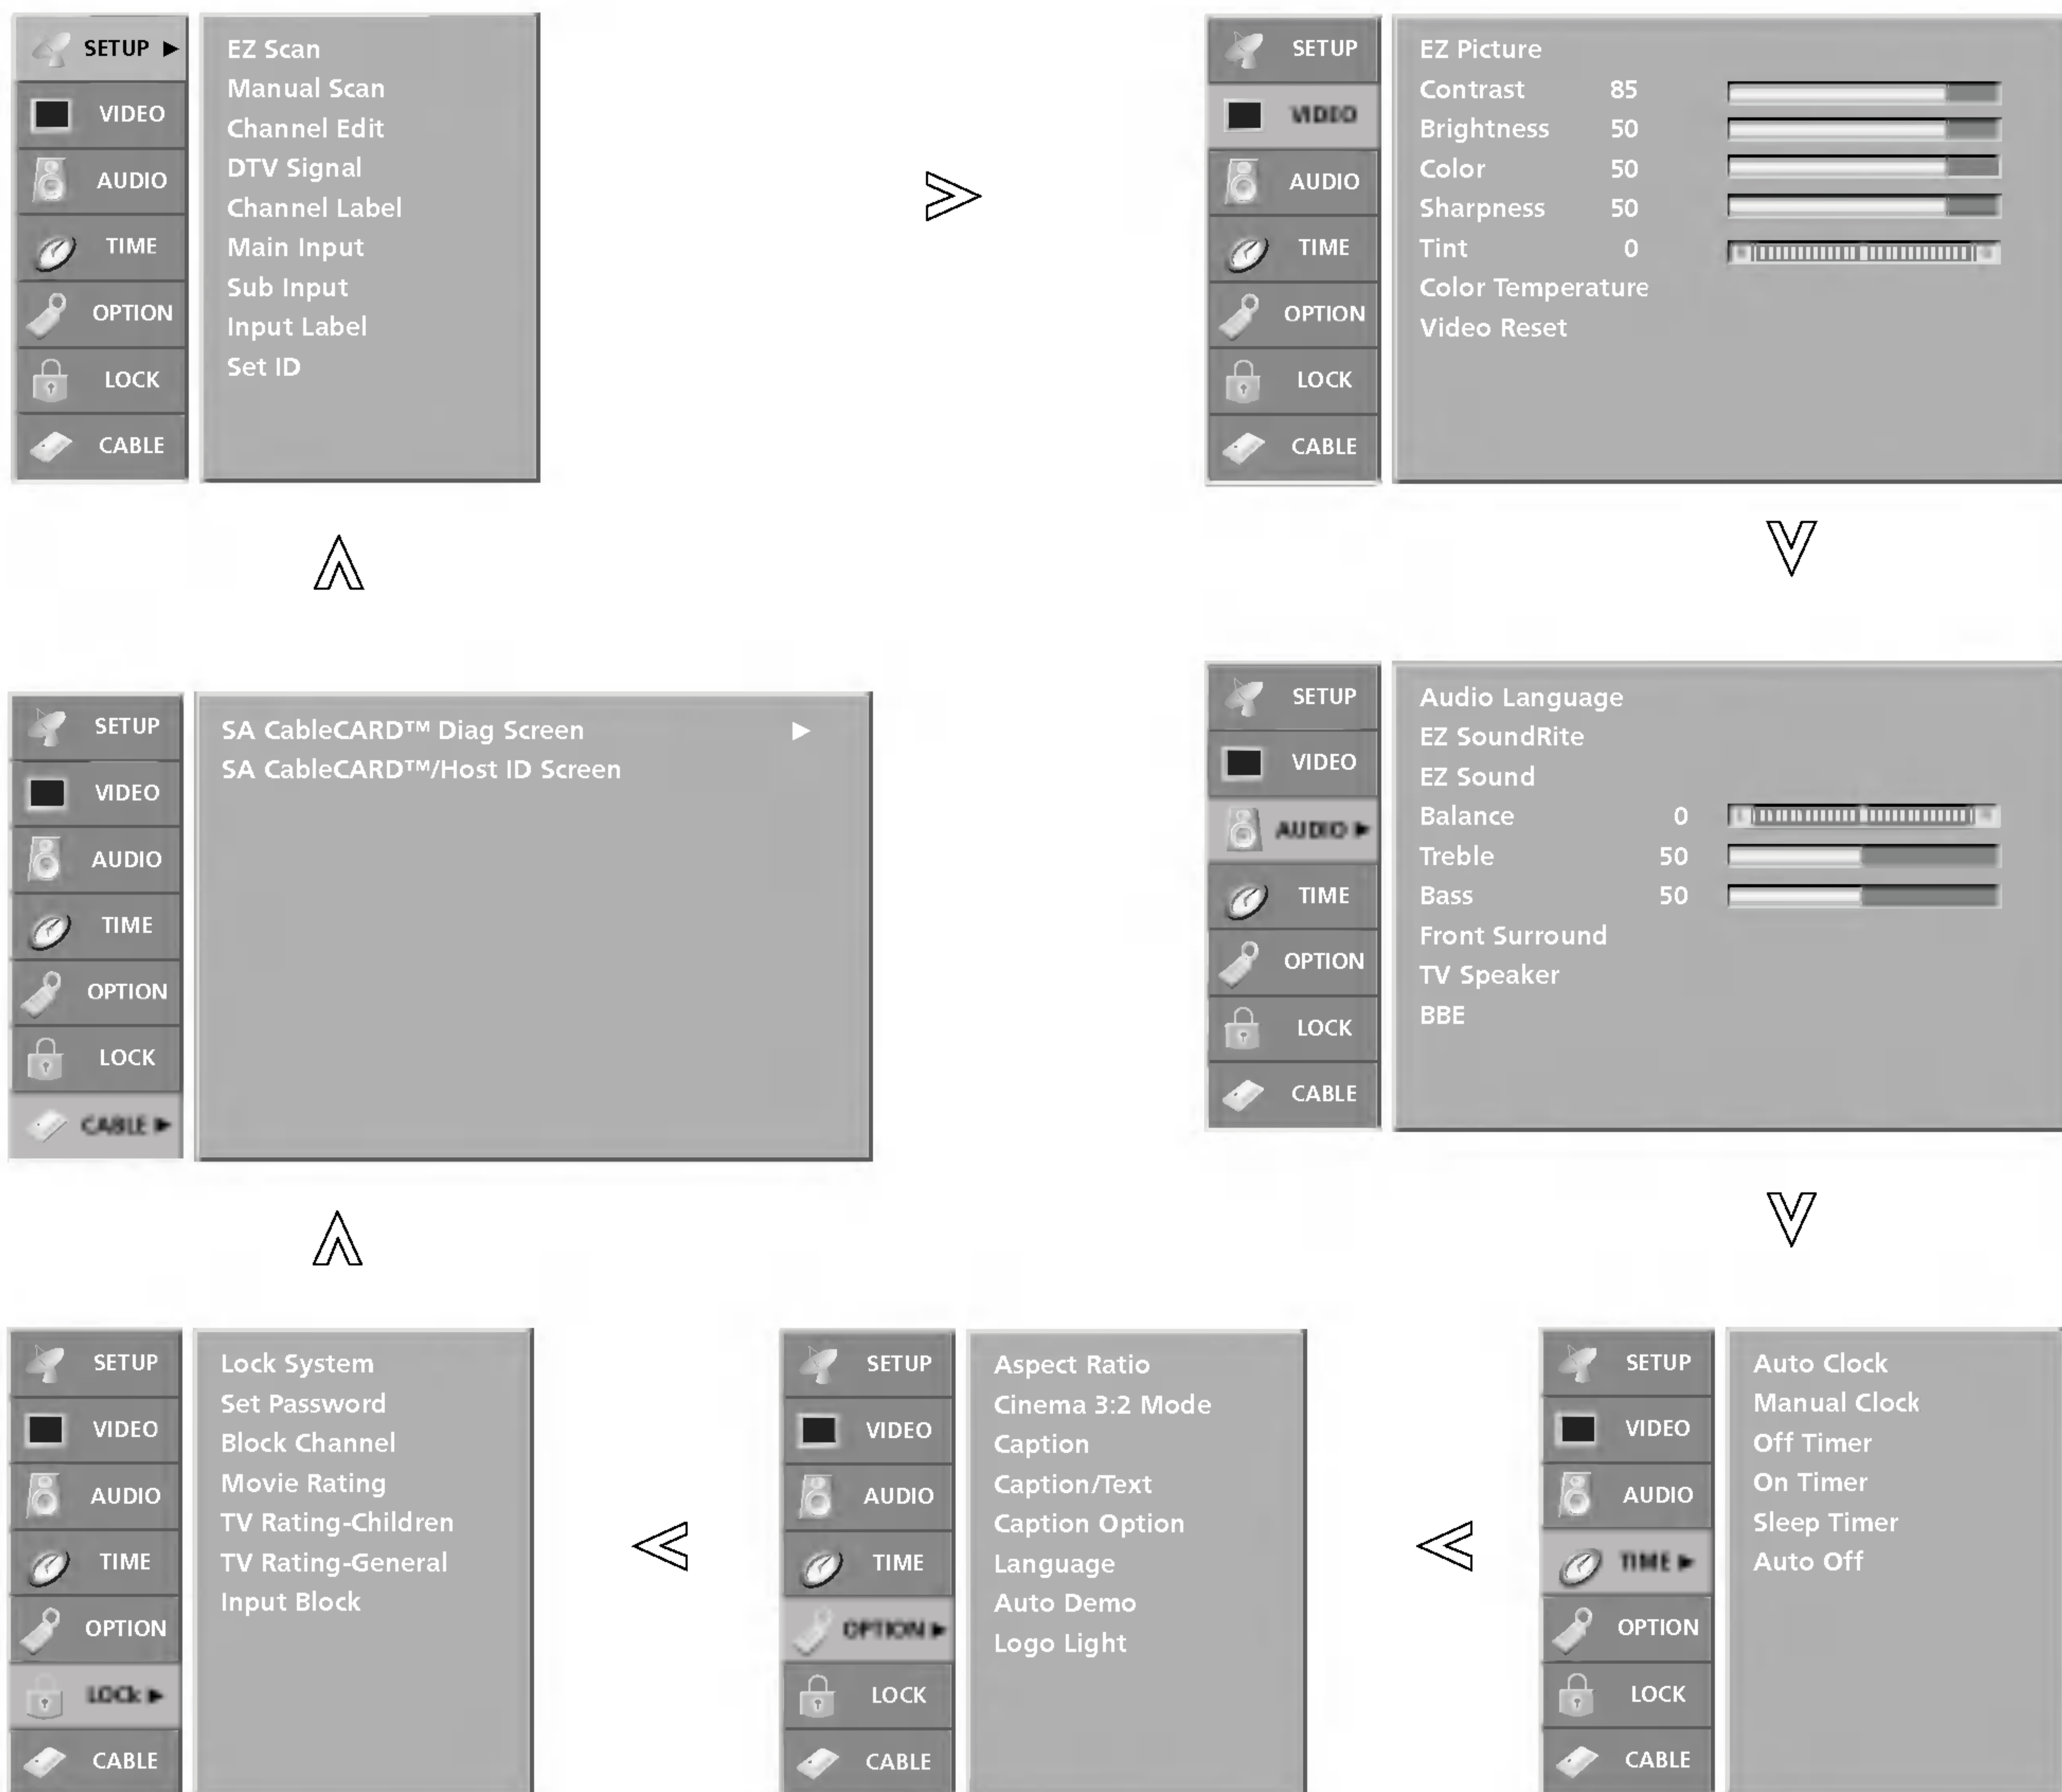 SETUP ▶
VIDEO
AUDIO
TIME
OPTION
LOCK
CABLE
EZ Scan
Manual Scan
Channel Edit
DTV Signal
Channel Label
Main Input
Sub Input
Input Label
Set ID
SETUP
VIDEO
AUDIO
TIME
OPTION
LOCK
CABLE
EZ Picture
Contrast 85
Brightness 50
Color 50
Sharpness 50
Tint 0
Color Temperature
Video Reset
SETUP
VIDEO
AUDIO
TIME
OPTION
LOCK
CABLE ▶
SA CableCARD™ Diag Screen ▶
SA CableCARD™/Host ID Screen
SETUP
VIDEO
AUDIO ▶
TIME
OPTION
LOCK
CABLE
Audio Language
EZ SoundRite
EZ Sound
Balance 0
Treble 50
Bass 50
Front Surround
TV Speaker
BBE
SETUP
VIDEO
AUDIO
TIME
OPTION
LOCk ▶
CABLE
Lock System
Set Password
Block Channel
Movie Rating
TV Rating-Children
TV Rating-General
Input Block
SETUP
VIDEO
AUDIO
TIME
OPTION ▶
LOCK
CABLE
Aspect Ratio
Cinema 3:2 Mode
Caption
Caption/Text
Caption Option
Language
Auto Demo
Logo Light
SETUP
VIDEO
AUDIO
TIME ▶
OPTION
LOCK
CABLE
Auto Clock
Manual Clock
Off Timer
On Timer
Sleep Timer
Auto Off